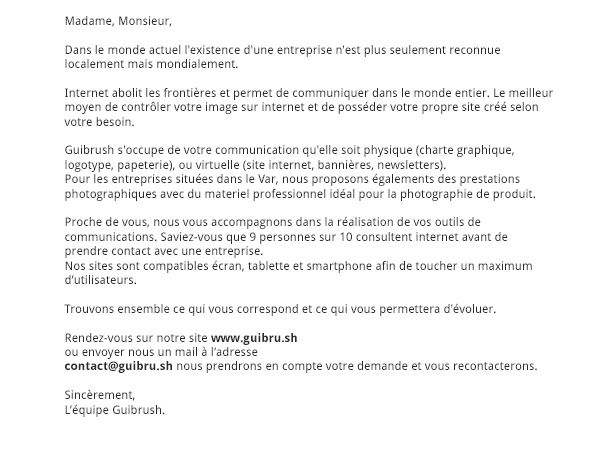 Madame, Monsieur,
Dans le monde actuel l'existence d'une entreprise n'est plus seulement reconnue
localement mais mondialement.
Internet abolit les frontières et permet de communiquer dans le monde entier. Le meilleur
moyen de contrôler votre image sur internet et de posséder votre propre site créé selon
votre besoin.
Guibrush s'occupe de votre communication qu'elle soit physique (charte graphique,
logotype, papeterie), ou virtuelle (site internet, bannières, newsletters).
Pour les entreprises situées dans le Var, nous proposons égalements des prestations
photographiques avec du materiel professionnel idéal pour la photographie de produit.
Proche de vous, nous vous accompagnons dans la réalisation de vos outils de
communications. Saviez-vous que 9 personnes sur 10 consultent internet avant de
prendre contact avec une entreprise.
Nos sites sont compatibles écran, tablette et smartphone afin de toucher un maximum
d'utilisateurs.
Trouvons ensemble ce qui vous correspond et ce qui vous permettera d'évoluer.
Rendez-vous sur notre site www.guibru.sh
ou envoyer nous un mail à l'adresse
contact@guibru.sh nous prendrons en compte votre demande et vous recontacterons.
Sincèrement,
L'équipe Guibrush.